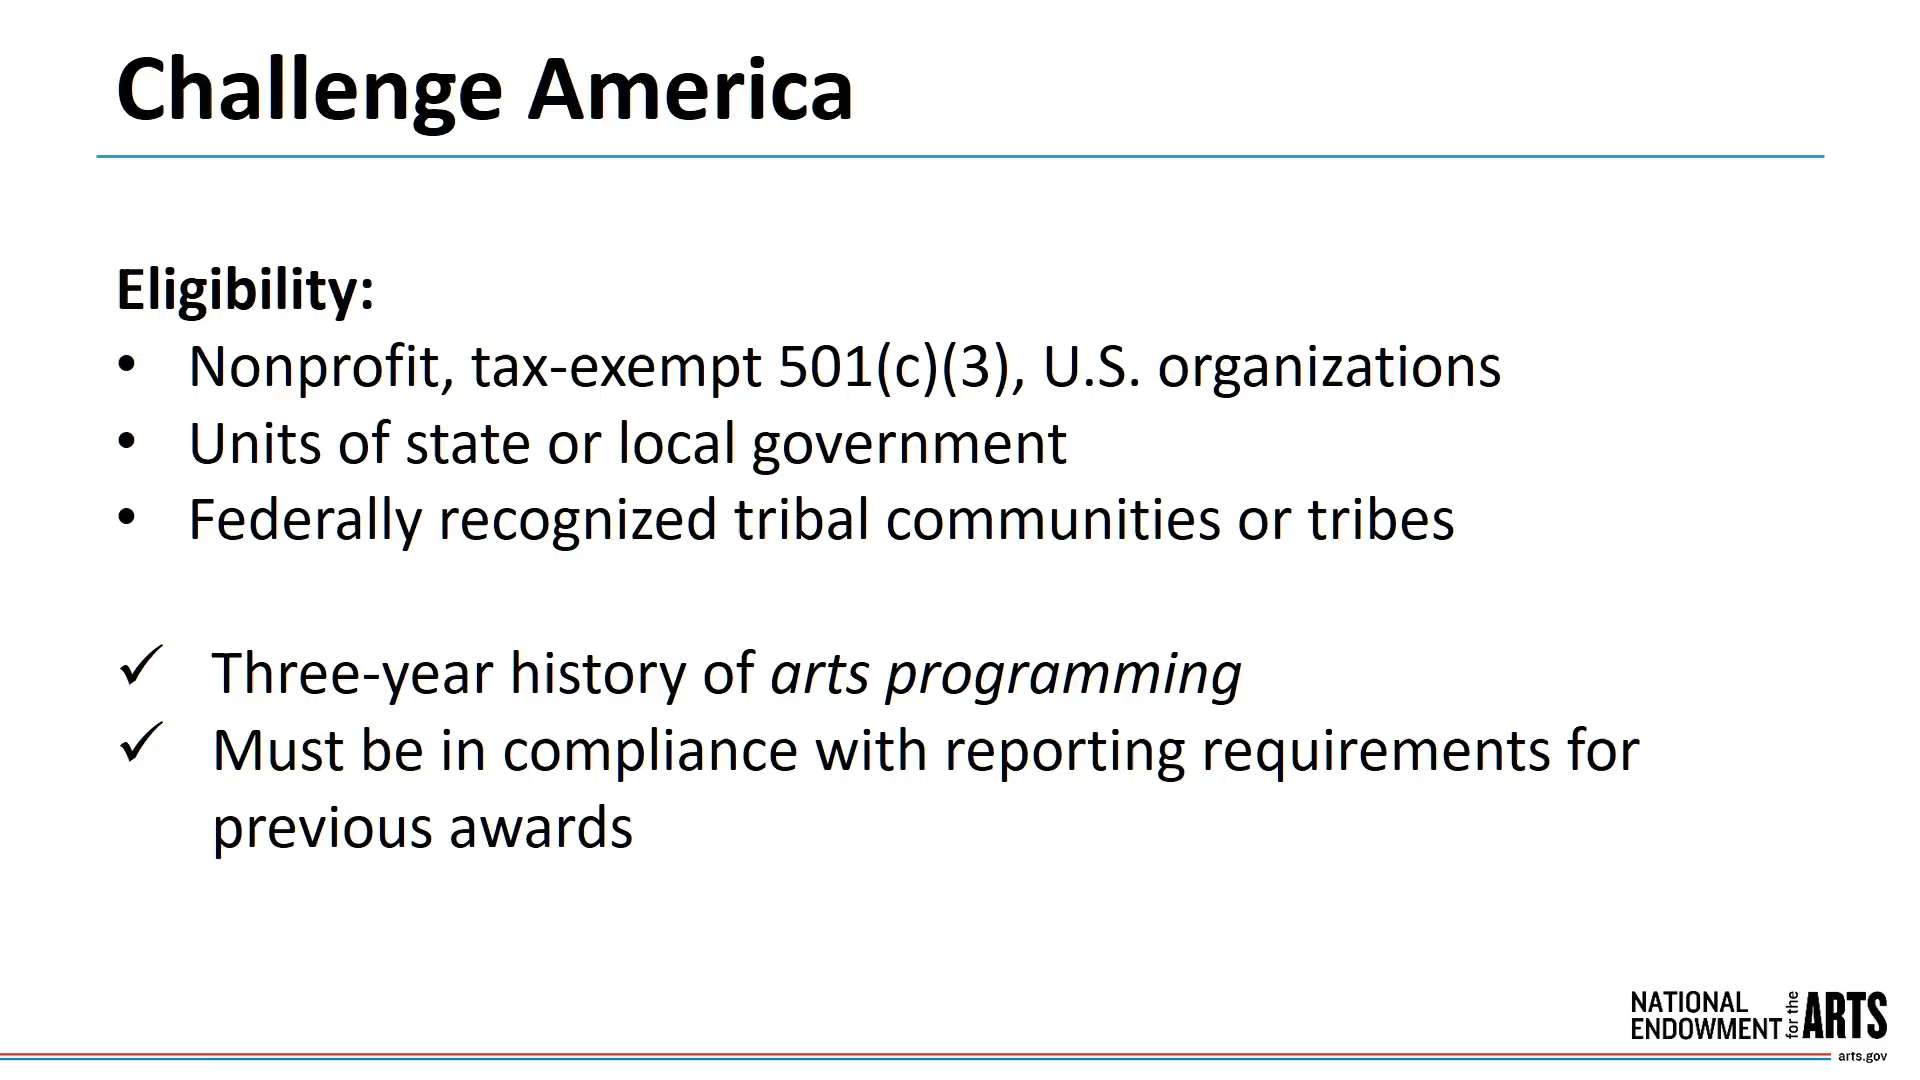 Challenge America
Eligibility:
• Nonprofit, tax-exempt 501(c)(3), U.S. organizations
• Units of state or local government
• Federally recognized tribal communities or tribes
✓ Three-year history of arts programming
✓ Must be in compliance with reporting requirements for
previous awards
NATIONAL
ENDOWMENT
for the
ARTS
arts.gov